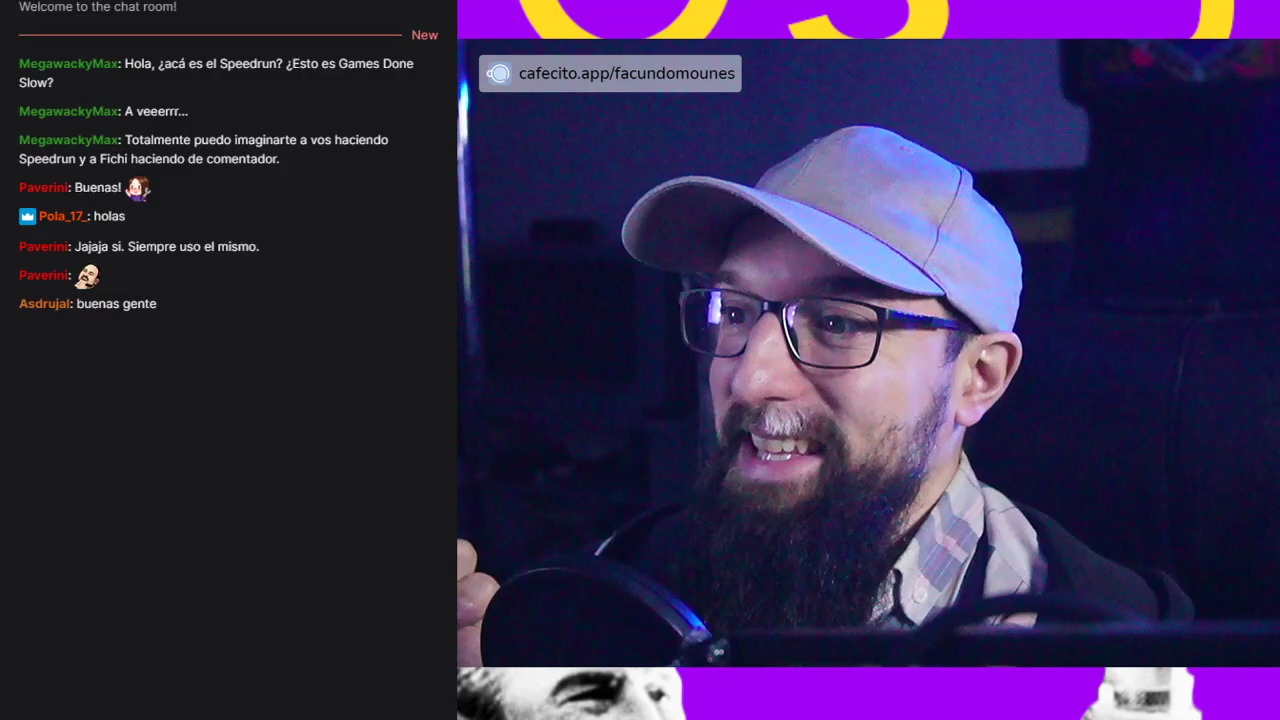 Welcome to the chat room!
New
MegawackyMax: Hola, ¿acá es el Speedrun? ¿Esto es Games Done
Slow?
MegawackyMax: A veeerrr...
MegawackyMax: Totalmente puedo imaginarte a vos haciendo
Speedrun y a Fichi haciendo de comentador.
Paverini: Buenas!
Pola_17_: holas
Paverini: Jajaja si. Siempre uso el mismo.
Paverini:
Asdrujal: buenas gente
cafecito.app/facundomounes